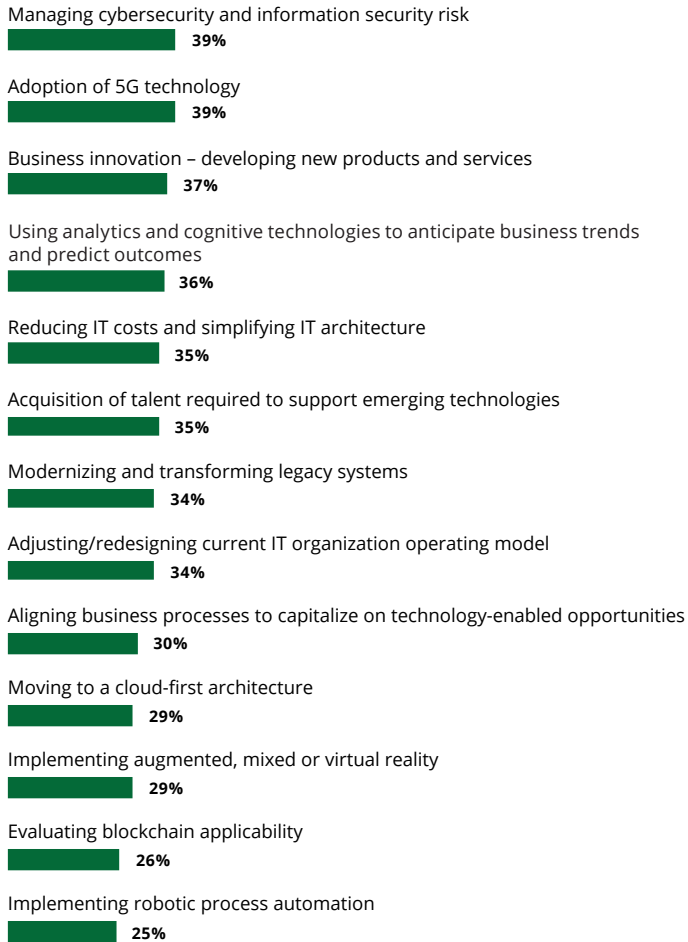 Managing cybersecurity and information security risk
39%
Adoption of 5G technology
39%
Business innovation – developing new products and services
37%
Using analytics and cognitive technologies to anticipate business trends
and predict outcomes
36%
Reducing IT costs and simplifying IT architecture
35%
Acquisition of talent required to support emerging technologies
35%
Modernizing and transforming legacy systems
34%
Adjusting/redesigning current IT organization operating model
34%
Aligning business processes to capitalize on technology-enabled opportunities
30%
Moving to a cloud-first architecture
29%
Implementing augmented, mixed or virtual reality
29%
Evaluating blockchain applicability
26%
Implementing robotic process automation
25%